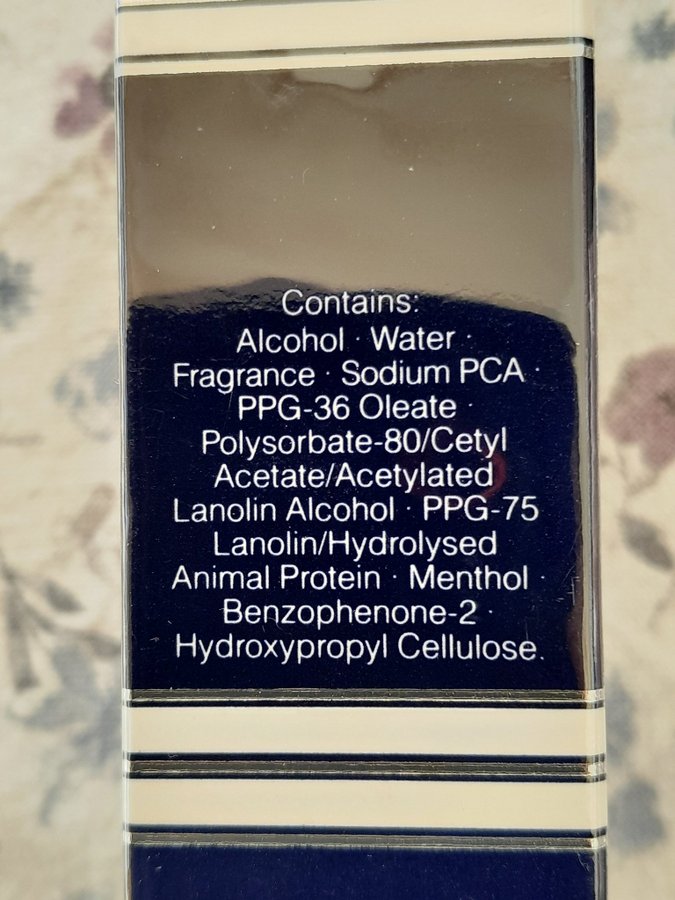 Contains:
Alcohol · Water ·
Fragrance · Sodium PCA ·
PPG-36 Oleate ·
Polysorbate-80/Cetyl
Acetate/Acetylated
Lanolin Alcohol · PPG-75
Lanolin/Hydrolysed
Animal Protein · Menthol ·
Benzophenone-2 ·
Hydroxypropyl Cellulose.